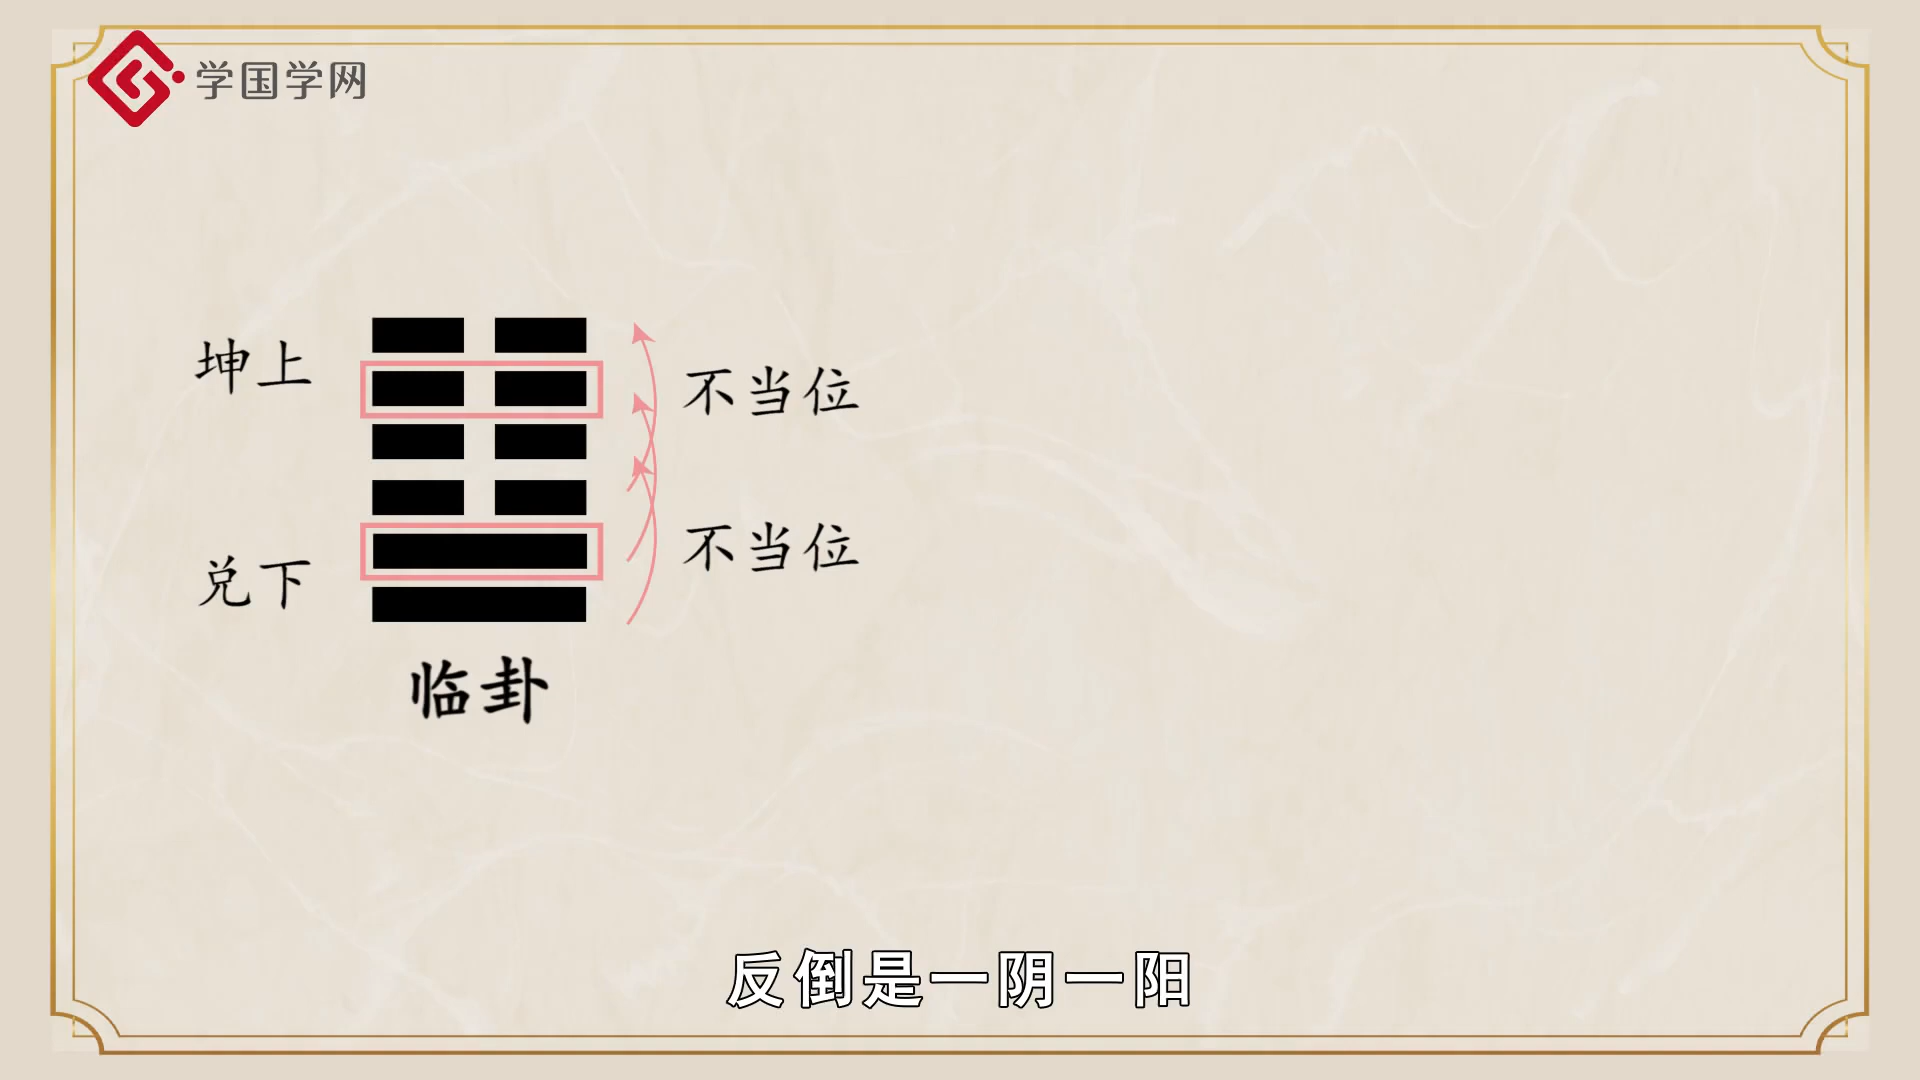 学国学网
坤上
不当位
不当位
兑下
临卦
反倒是一阴一阳